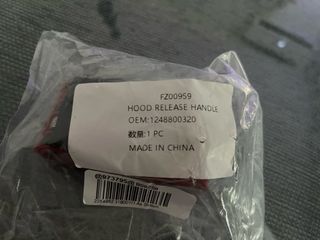 FZ00959
HOOD RELEASE HANDLE
OEM:1248800320
数量:1 PC
MADE IN CHINA